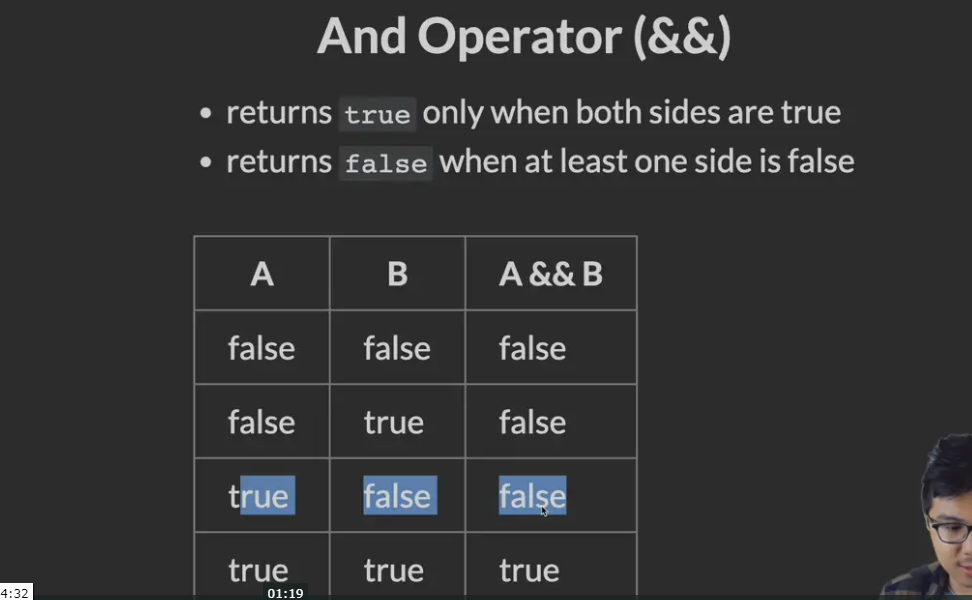 And Operator (&&)
• returns true only when both sides are true
• returns false when at least one side is false
A B A && B
false false false
false true false
true false false
true true true
4:32 01:19